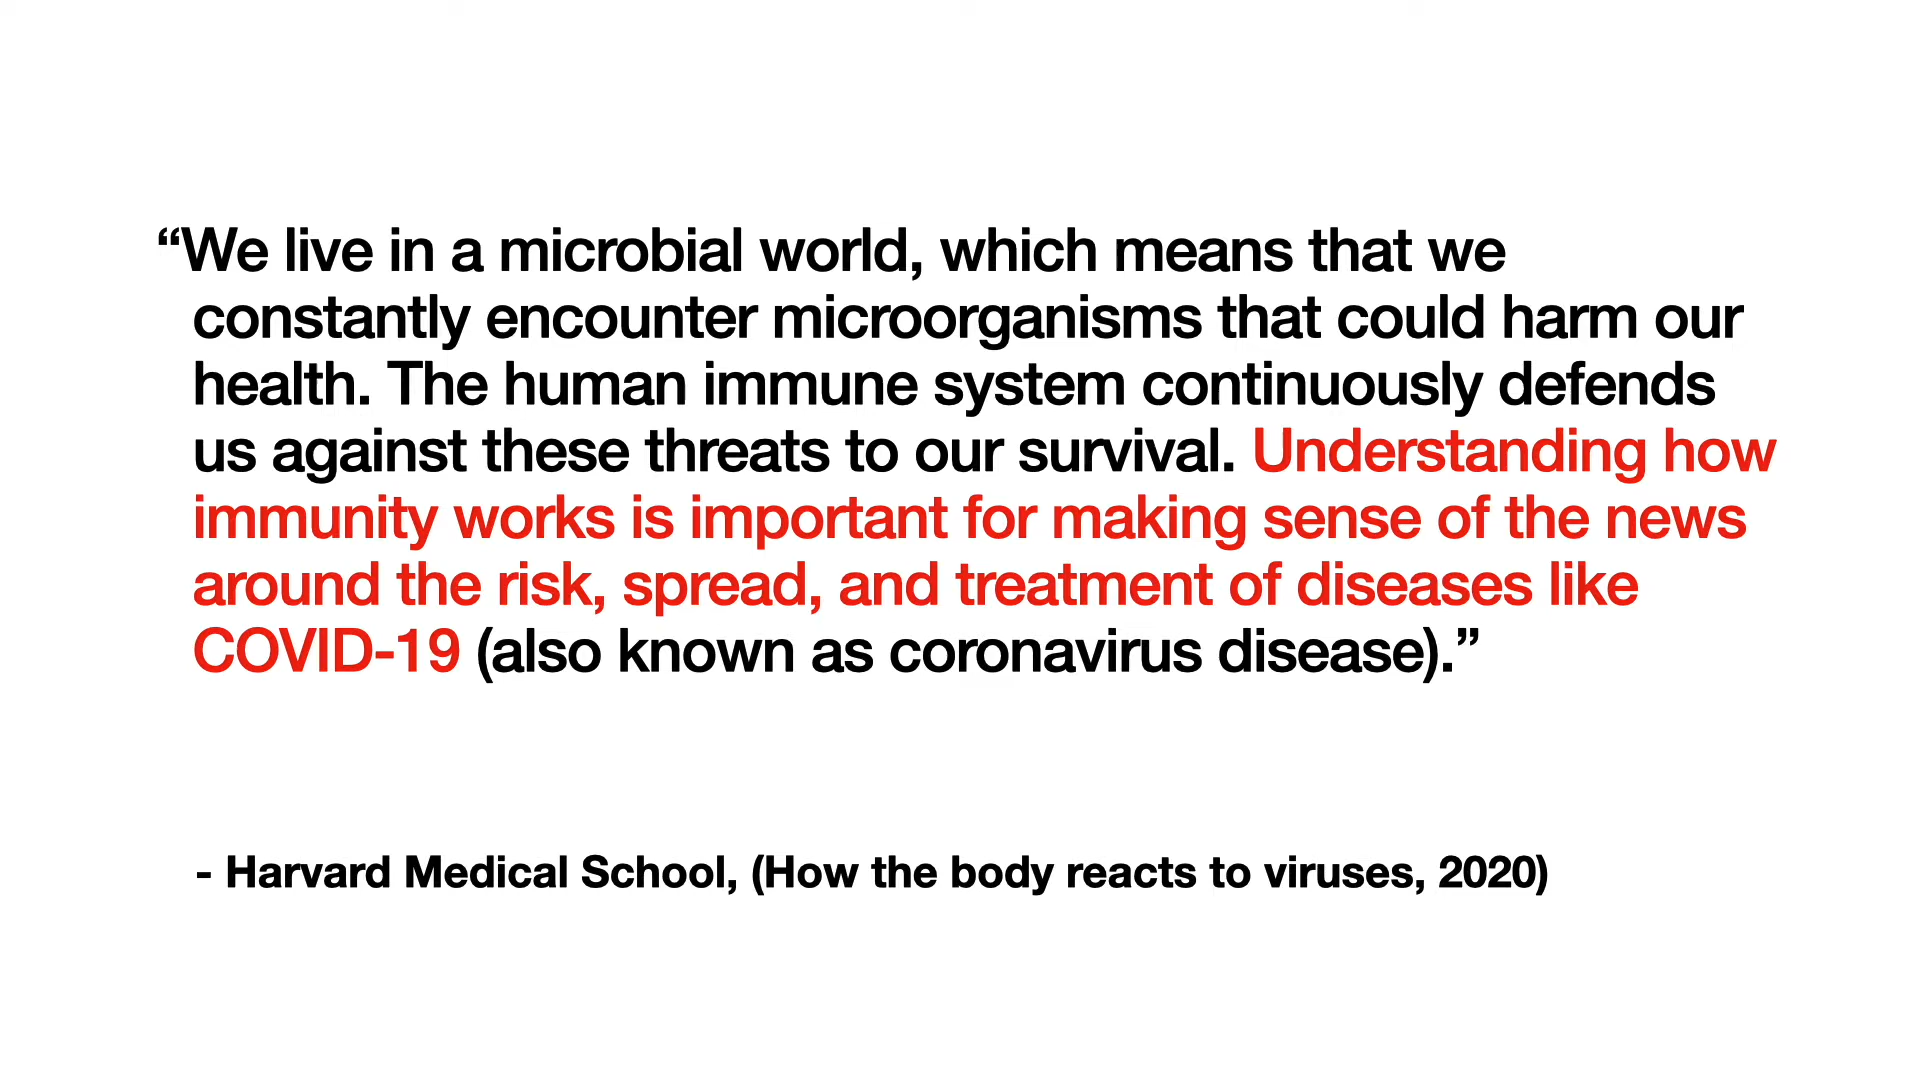 “We live in a microbial world, which means that we
constantly encounter microorganisms that could harm our
health. The human immune system continuously defends
us against these threats to our survival. Understanding how
immunity works is important for making sense of the news
around the risk, spread, and treatment of diseases like
COVID-19 (also known as coronavirus disease).”
- Harvard Medical School, (How the body reacts to viruses, 2020)